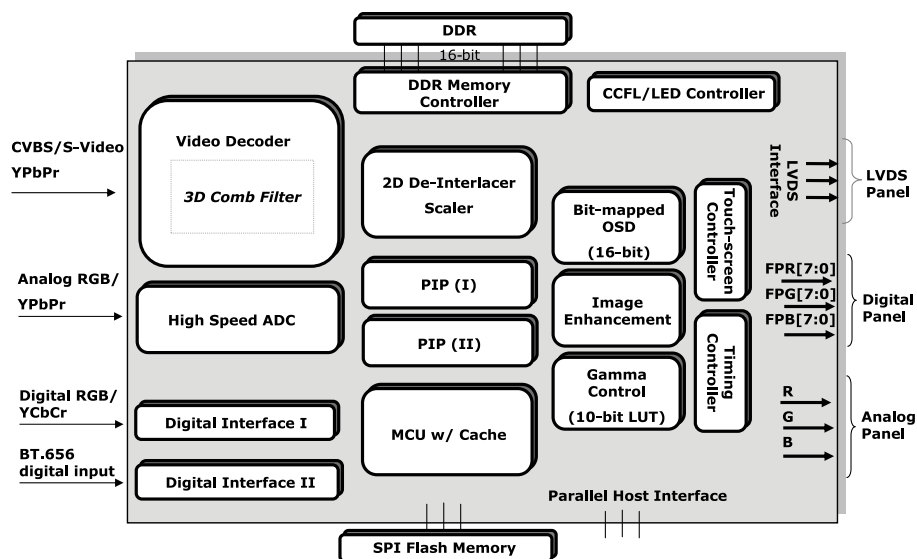 DDR
16-bit
DDR Memory
Controller
CCFL/LED Controller
CVBS/S-Video
YPbPr
Video Decoder
3D Comb Filter
2D De-Interlacer
Scaler
Bit-mapped
OSD
(16-bit)
Touch-screen
Controller
LVDS
Interface
LVDS
Panel
Analog RGB/
YPbPr
High Speed ADC
PIP (I)
PIP (II)
Image
Enhancement
FPR[7:0]
FPG[7:0]
FPB[7:0]
Digital
Panel
Timing
Controller
Gamma
Control
(10-bit LUT)
Digital RGB/
YCbCr
Digital Interface I
MCU w/ Cache
R
G
B
Analog
Panel
BT.656
digital input
Digital Interface II
Parallel Host Interface
SPI Flash Memory